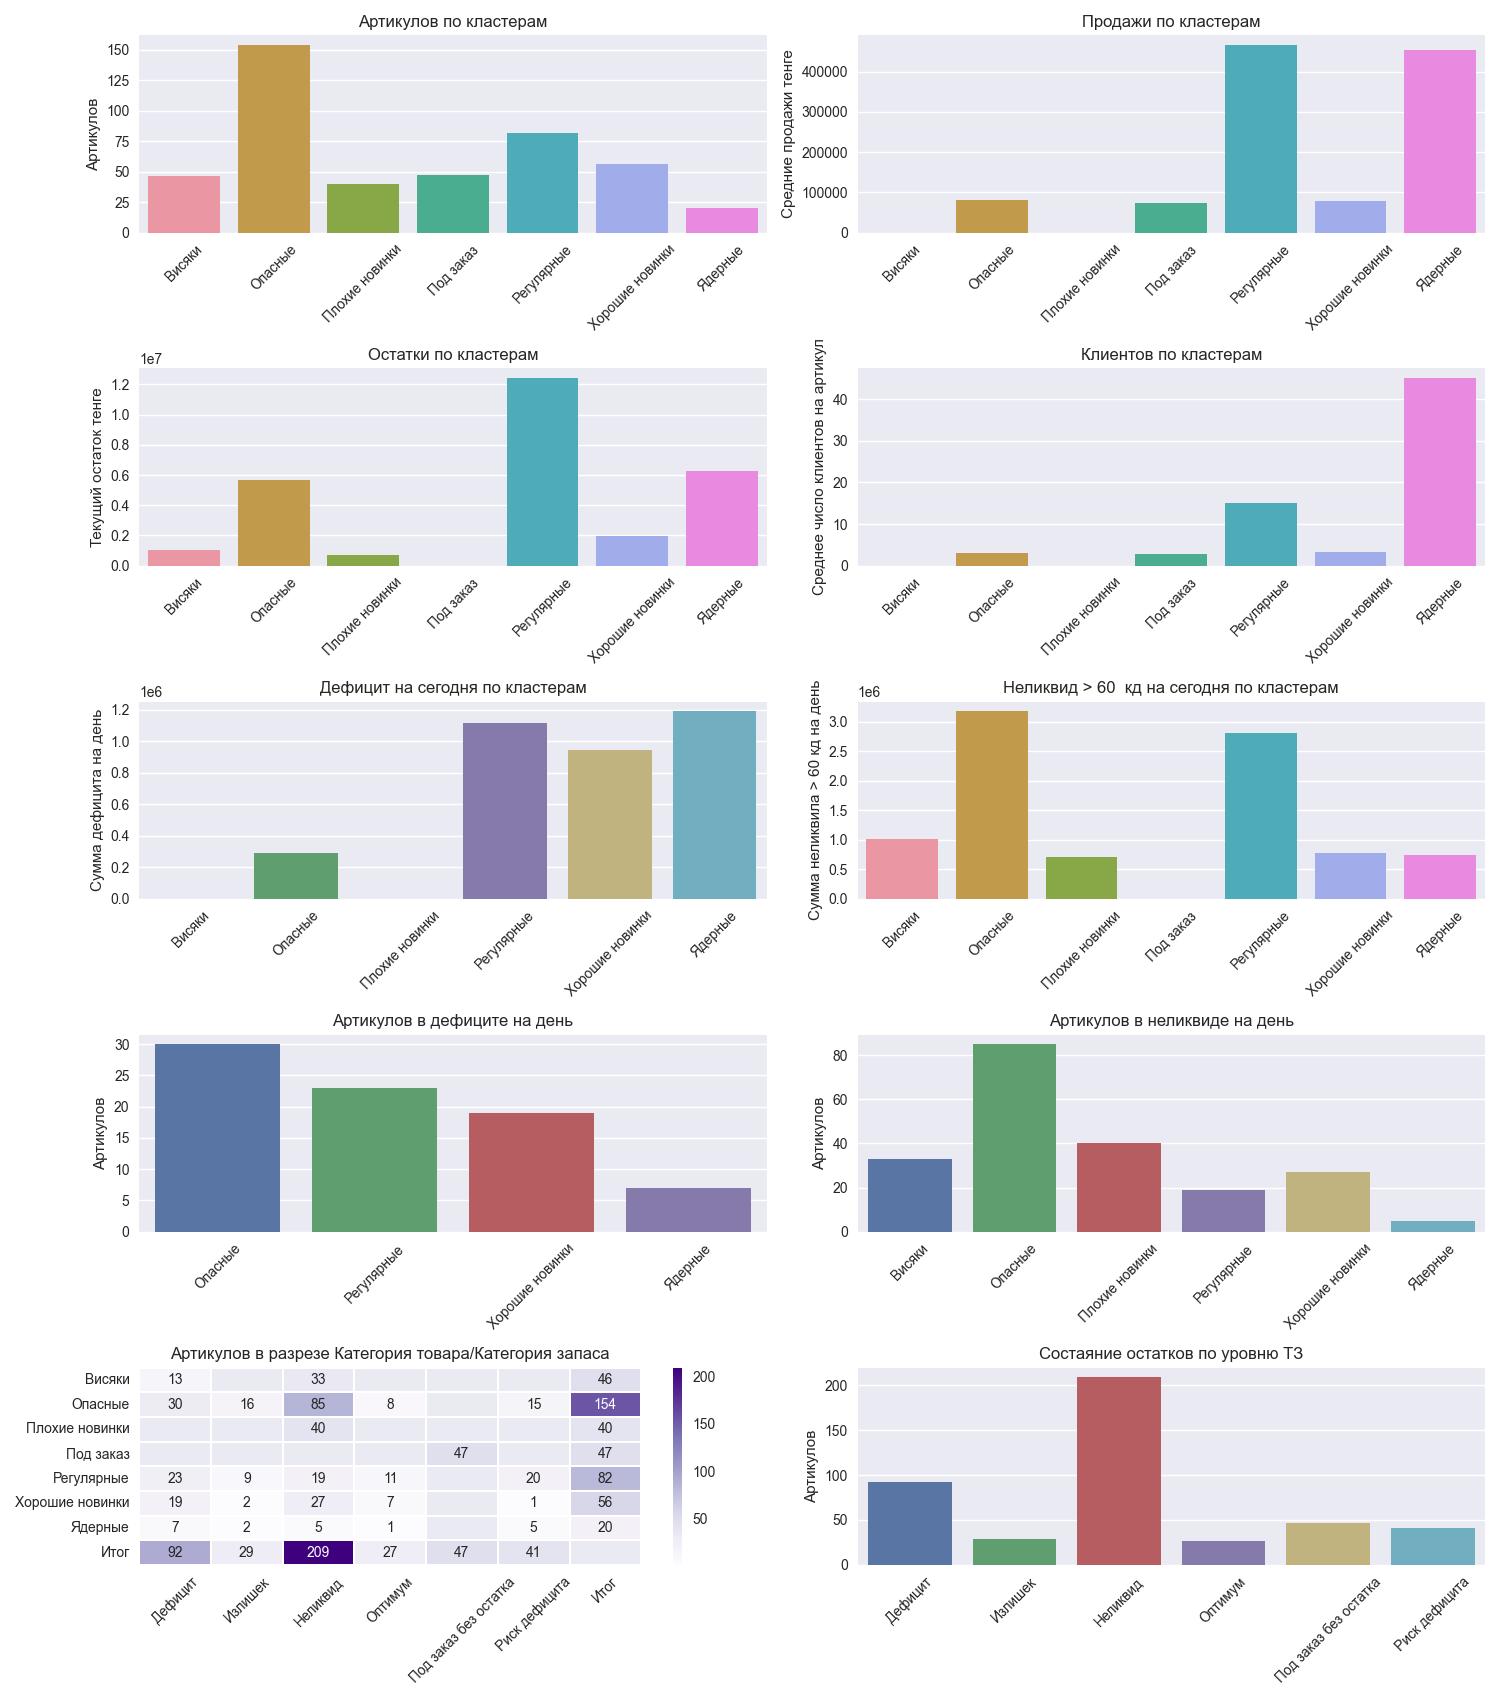 Артикулов по кластерам
Артикулов
150
125
100
75
50
25
0
Висяки
Опасные
Плохие новинки
Под заказ
Регулярные
Хорошие новинки
Ядерные
Продажи по кластерам
Средние продажи тенге
400000
300000
200000
100000
0
Висяки
Опасные
Плохие новинки
Под заказ
Регулярные
Хорошие новинки
Ядерные
Остатки по кластерам
1e7
Текущий остаток тенге
1.2
1.0
0.8
0.6
0.4
0.2
0.0
Висяки
Опасные
Плохие новинки
Под заказ
Регулярные
Хорошие новинки
Ядерные
Клиентов по кластерам
Среднее число клиентов на артикул
40
30
20
10
0
Висяки
Опасные
Плохие новинки
Под заказ
Регулярные
Хорошие новинки
Ядерные
Дефицит на сегодня по кластерам
1e6
Сумма дефицита на день
1.2
1.0
0.8
0.6
0.4
0.2
0.0
Висяки
Опасные
Плохие новинки
Регулярные
Хорошие новинки
Ядерные
Неликвид > 60  кд на сегодня по кластерам
1e6
Сумма неликвила > 60 кд на день
3.0
2.5
2.0
1.5
1.0
0.5
0.0
Висяки
Опасные
Плохие новинки
Под заказ
Регулярные
Хорошие новинки
Ядерные
Артикулов в дефиците на день
Артикулов
30
25
20
15
10
5
0
Опасные
Регулярные
Хорошие новинки
Ядерные
Артикулов в неликвиде на день
Артикулов
80
60
40
20
0
Висяки
Опасные
Плохие новинки
Регулярные
Хорошие новинки
Ядерные
Артикулов в разрезе Категория товара/Категория запаса
Висяки 13 33 46
Опасные 30 16 85 8 15 154
Плохие новинки 40 40
Под заказ 47 47
Регулярные 23 9 19 11 20 82
Хорошие новинки 19 2 27 7 1 56
Ядерные 7 2 5 1 5 20
Итог 92 29 209 27 47 41
Дефицит
Излишек
Неликвид
Оптимум
Под заказ без остатка
Риск дефицита
Итог
200
150
100
50
Состаяние остатков по уровню ТЗ
Артикулов
200
150
100
50
0
Дефицит
Излишек
Неликвид
Оптимум
Под заказ без остатка
Риск дефицита